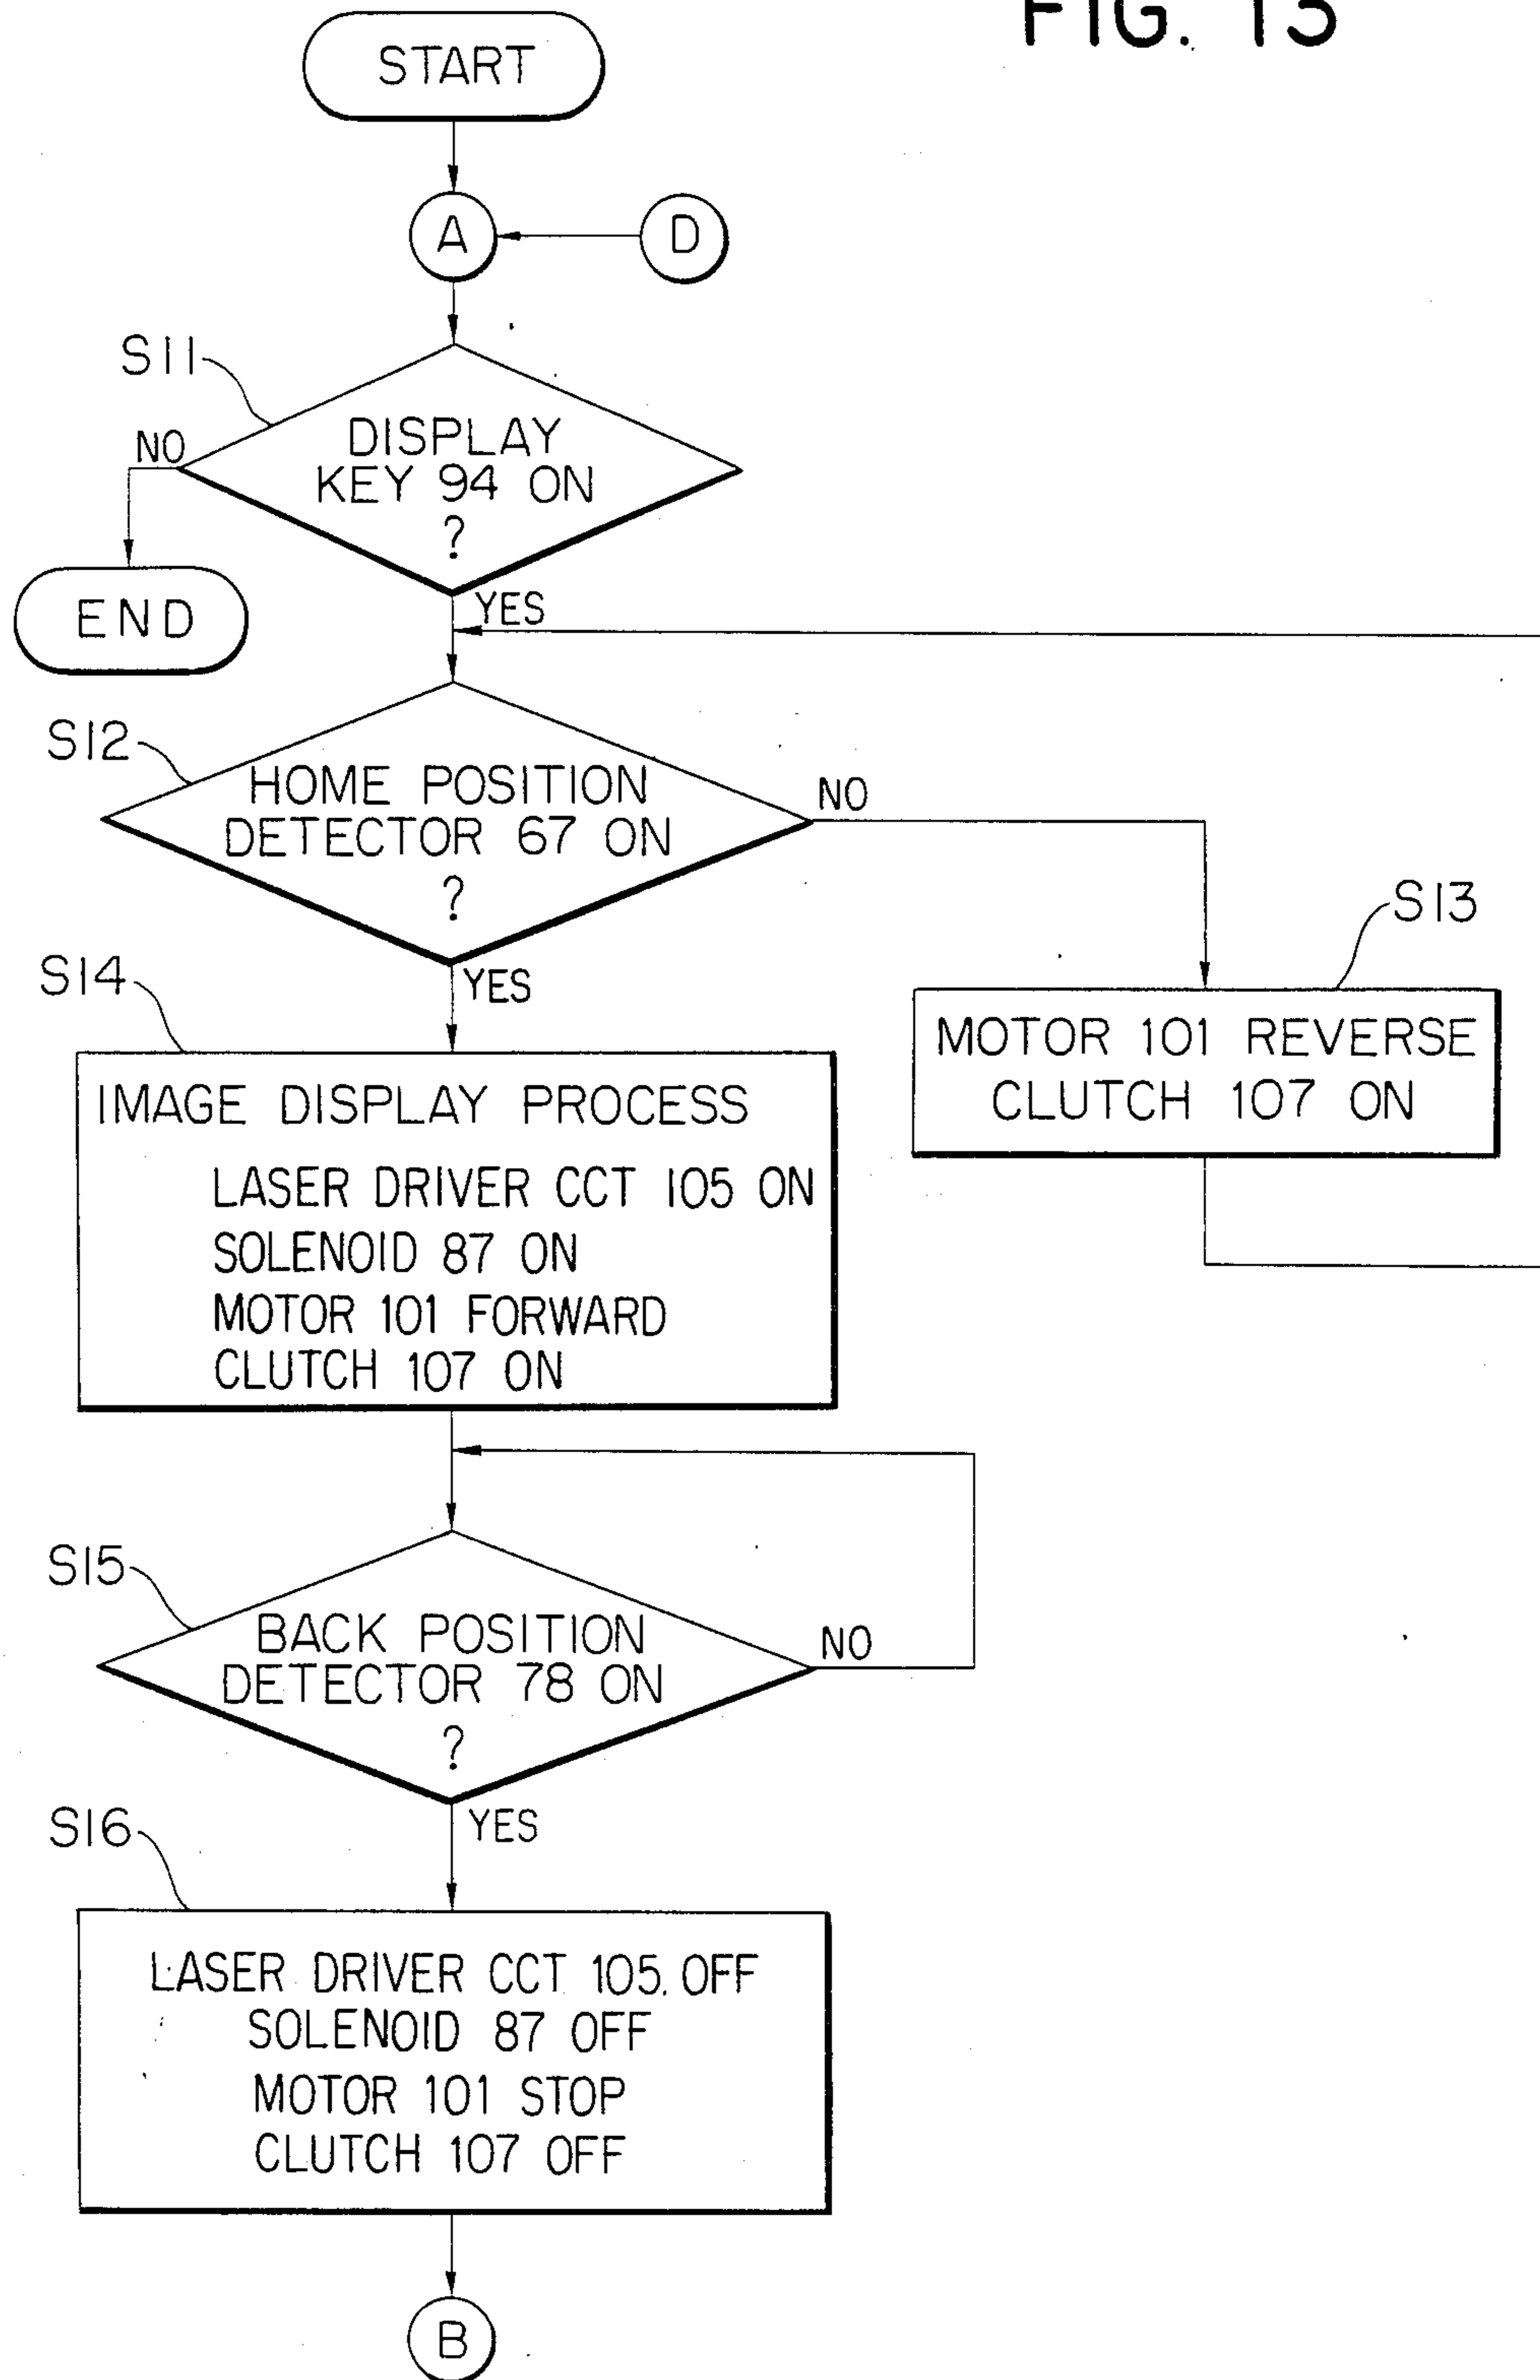 FIG. 13
START
A
D
S11
DISPLAY
KEY 94 ON
?
NO
YES
END
S12
HOME POSITION
DETECTOR 67 ON
?
NO
YES
S13
MOTOR 101 REVERSE
CLUTCH 107 ON
S14
IMAGE DISPLAY PROCESS
LASER DRIVER CCT 105 ON
SOLENOID 87 ON
MOTOR 101 FORWARD
CLUTCH 107 ON
S15
BACK POSITION
DETECTOR 78 ON
?
NO
YES
S16
LASER DRIVER CCT 105 OFF
SOLENOID 87 OFF
MOTOR 101 STOP
CLUTCH 107 OFF
B